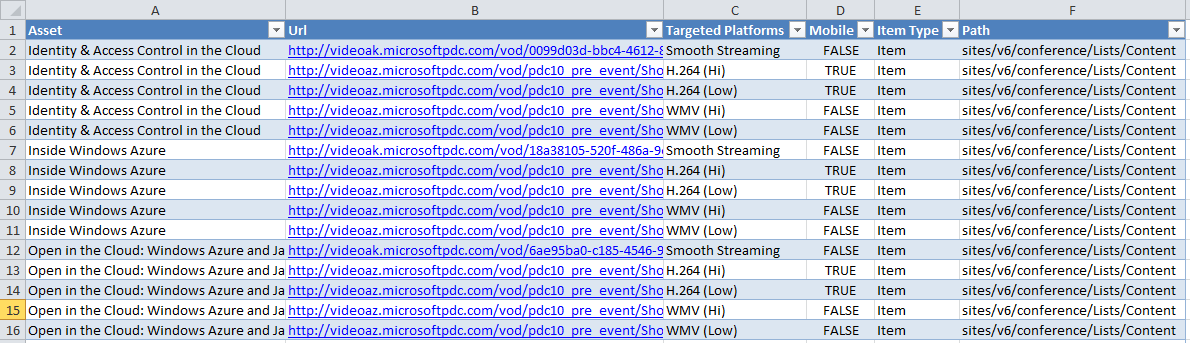 A B C D E F
1 Asset Url Targeted Platforms Mobile Item Type Path
2 Identity & Access Control in the Cloud http://videoak.microsoftpdc.com/vod/0099d03d-bbc4-4612-8 Smooth Streaming FALSE Item sites/v6/conference/Lists/Content
3 Identity & Access Control in the Cloud http://videoaz.microsoftpdc.com/vod/pdc10_pre_event/Sho H.264 (Hi) TRUE Item sites/v6/conference/Lists/Content
4 Identity & Access Control in the Cloud http://videoaz.microsoftpdc.com/vod/pdc10_pre_event/Sho H.264 (Low) TRUE Item sites/v6/conference/Lists/Content
5 Identity & Access Control in the Cloud http://videoaz.microsoftpdc.com/vod/pdc10_pre_event/Sho WMV (Hi) FALSE Item sites/v6/conference/Lists/Content
6 Identity & Access Control in the Cloud http://videoaz.microsoftpdc.com/vod/pdc10_pre_event/Sho WMV (Low) FALSE Item sites/v6/conference/Lists/Content
7 Inside Windows Azure http://videoak.microsoftpdc.com/vod/18a38105-520f-486a-9 Smooth Streaming FALSE Item sites/v6/conference/Lists/Content
8 Inside Windows Azure http://videoaz.microsoftpdc.com/vod/pdc10_pre_event/Sho H.264 (Hi) TRUE Item sites/v6/conference/Lists/Content
9 Inside Windows Azure http://videoaz.microsoftpdc.com/vod/pdc10_pre_event/Sho H.264 (Low) TRUE Item sites/v6/conference/Lists/Content
10 Inside Windows Azure http://videoaz.microsoftpdc.com/vod/pdc10_pre_event/Sho WMV (Hi) FALSE Item sites/v6/conference/Lists/Content
11 Inside Windows Azure http://videoaz.microsoftpdc.com/vod/pdc10_pre_event/Sho WMV (Low) FALSE Item sites/v6/conference/Lists/Content
12 Open in the Cloud: Windows Azure and Ja http://videoak.microsoftpdc.com/vod/6ae95ba0-c185-4546-9 Smooth Streaming FALSE Item sites/v6/conference/Lists/Content
13 Open in the Cloud: Windows Azure and Ja http://videoaz.microsoftpdc.com/vod/pdc10_pre_event/Sho H.264 (Hi) TRUE Item sites/v6/conference/Lists/Content
14 Open in the Cloud: Windows Azure and Ja http://videoaz.microsoftpdc.com/vod/pdc10_pre_event/Sho H.264 (Low) TRUE Item sites/v6/conference/Lists/Content
15 Open in the Cloud: Windows Azure and Ja http://videoaz.microsoftpdc.com/vod/pdc10_pre_event/Sho WMV (Hi) FALSE Item sites/v6/conference/Lists/Content
16 Open in the Cloud: Windows Azure and Ja http://videoaz.microsoftpdc.com/vod/pdc10_pre_event/Sho WMV (Low) FALSE Item sites/v6/conference/Lists/Content